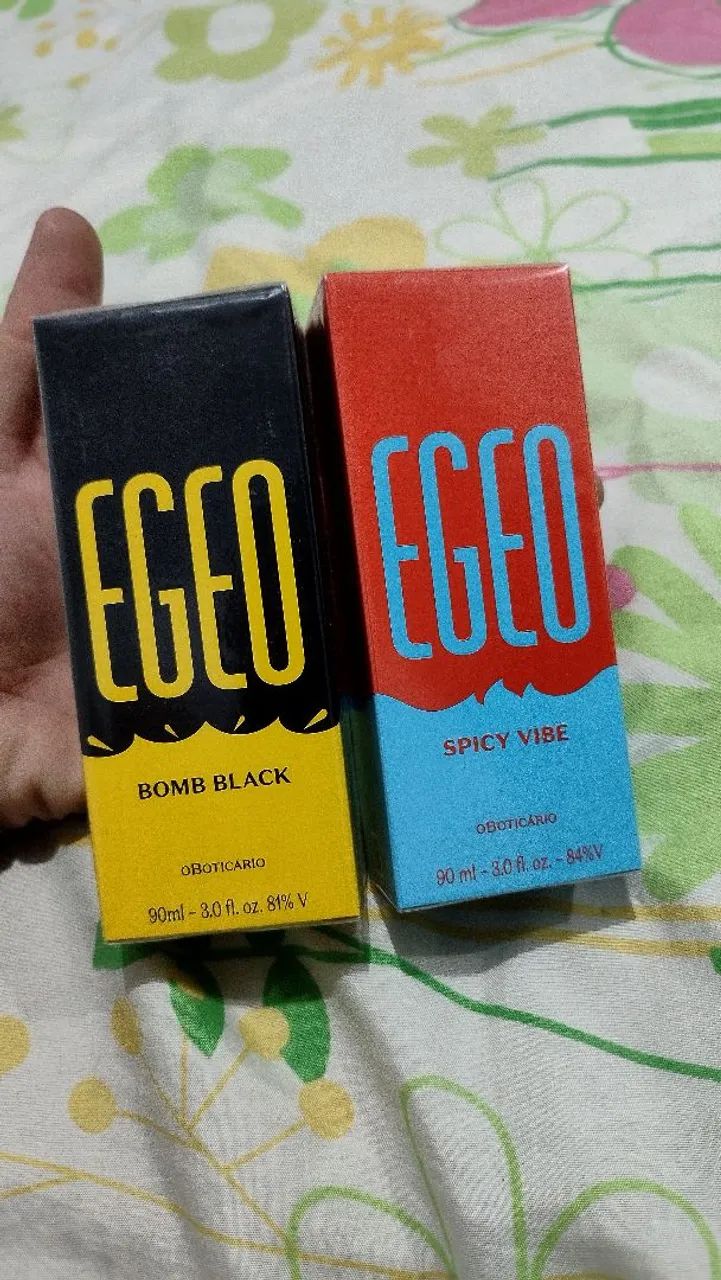 EGEO
BOMB BLACK
oBOTICÁRIO
90ml - 3.0 fl. oz. 81% V
EGEO
SPICY VIBE
oBOTICÁRIO
90 ml - 3.0 fl. oz. - 84%V